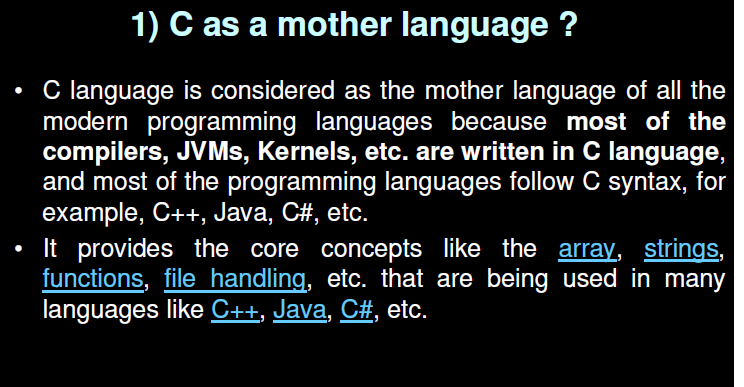 1) C as a mother language ?
• C language is considered as the mother language of all the
modern programming languages because most of the
compilers, JVMs, Kernels, etc. are written in C language,
and most of the programming languages follow C syntax, for
example, C++, Java, C#, etc.
• It provides the core concepts like the array, strings,
functions, file handling, etc. that are being used in many
languages like C++, Java, C#, etc.